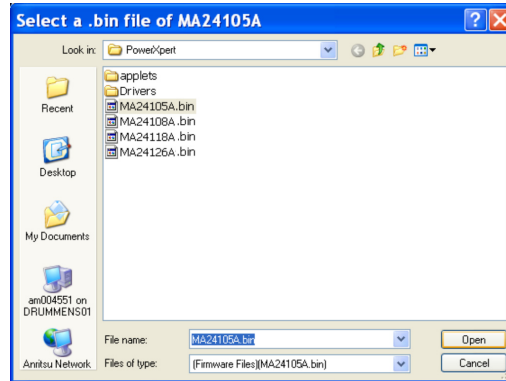 Select a .bin file of MA24105A
Look in:
PowerXpert
applets
Drivers
MA24105A.bin
MA24108A.bin
MA24118A.bin
MA24126A.bin
Recent
Desktop
My Documents
am004551 on
DRUMMENS01
Anritsu Network
File name:
MA24105A.bin
Open
Files of type:
(Firmware Files)(MA24105A.bin)
Cancel